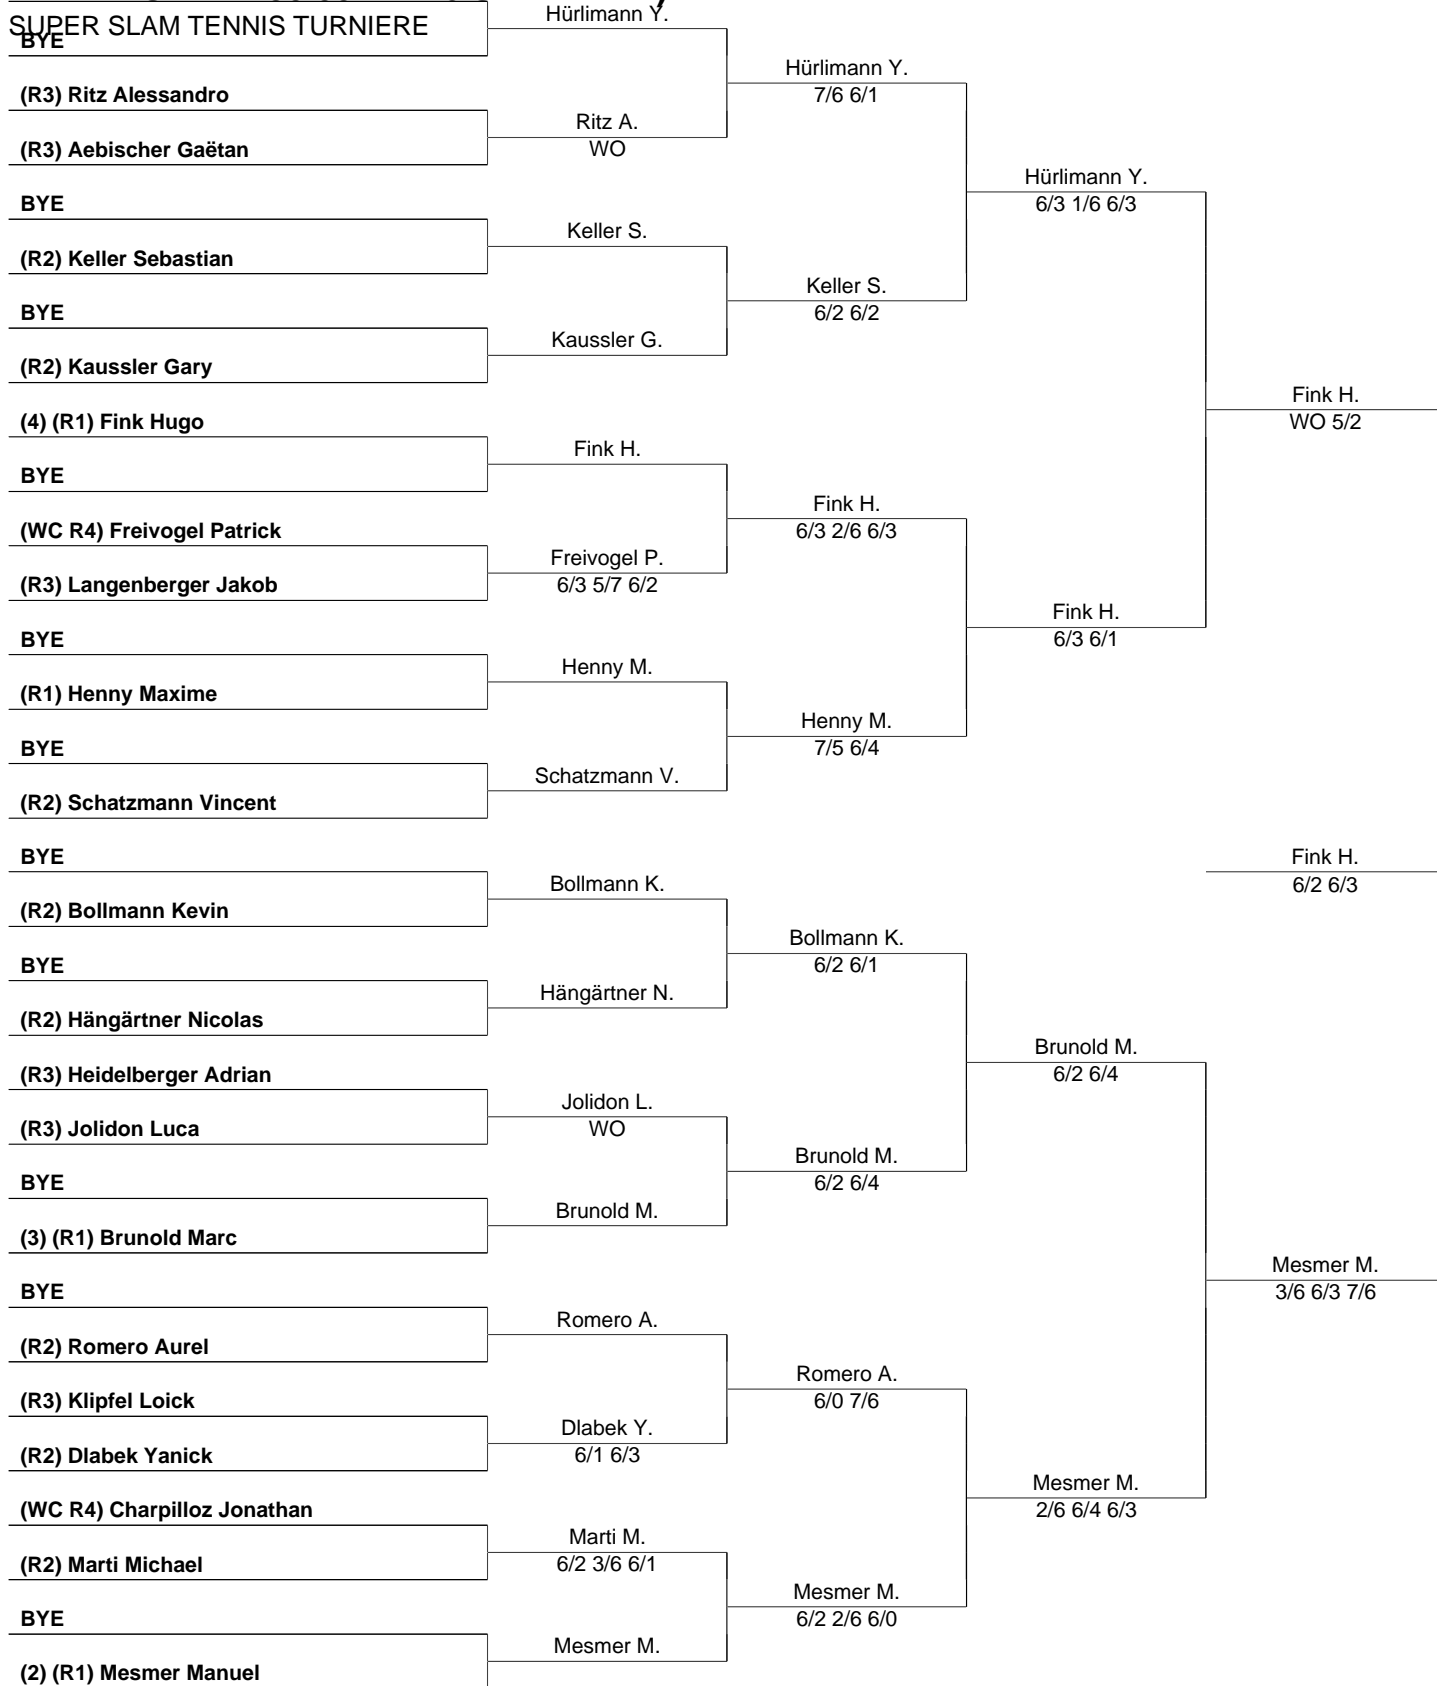 SUPER SLAM TENNIS TURNIERE
BYE
(R3) Ritz Alessandro
(R3) Aebischer Gaëtan
BYE
(R2) Keller Sebastian
BYE
(R2) Kaussler Gary
(4) (R1) Fink Hugo
BYE
(WC R4) Freivogel Patrick
(R3) Langenberger Jakob
BYE
(R1) Henny Maxime
BYE
(R2) Schatzmann Vincent
BYE
(R2) Bollmann Kevin
BYE
(R2) Hängärtner Nicolas
(R3) Heidelberger Adrian
(R3) Jolidon Luca
BYE
(3) (R1) Brunold Marc
BYE
(R2) Romero Aurel
(R3) Klipfel Loick
(R2) Dlabek Yanick
(WC R4) Charpilloz Jonathan
(R2) Marti Michael
BYE
(2) (R1) Mesmer Manuel
Hürlimann Y.
Ritz A.
WO
Keller S.
Kaussler G.
Fink H.
Freivogel P.
6/3 5/7 6/2
Henny M.
Schatzmann V.
Bollmann K.
Hängärtner N.
Jolidon L.
WO
Brunold M.
Romero A.
Dlabek Y.
6/1 6/3
Marti M.
6/2 3/6 6/1
Mesmer M.
Hürlimann Y.
7/6 6/1
Keller S.
6/2 6/2
Fink H.
6/3 2/6 6/3
Henny M.
7/5 6/4
Bollmann K.
6/2 6/1
Brunold M.
6/2 6/4
Romero A.
6/0 7/6
Mesmer M.
6/2 2/6 6/0
Hürlimann Y.
6/3 1/6 6/3
Fink H.
6/3 6/1
Brunold M.
6/2 6/4
Mesmer M.
2/6 6/4 6/3
Fink H.
WO 5/2
Fink H.
6/2 6/3
Mesmer M.
3/6 6/3 7/6